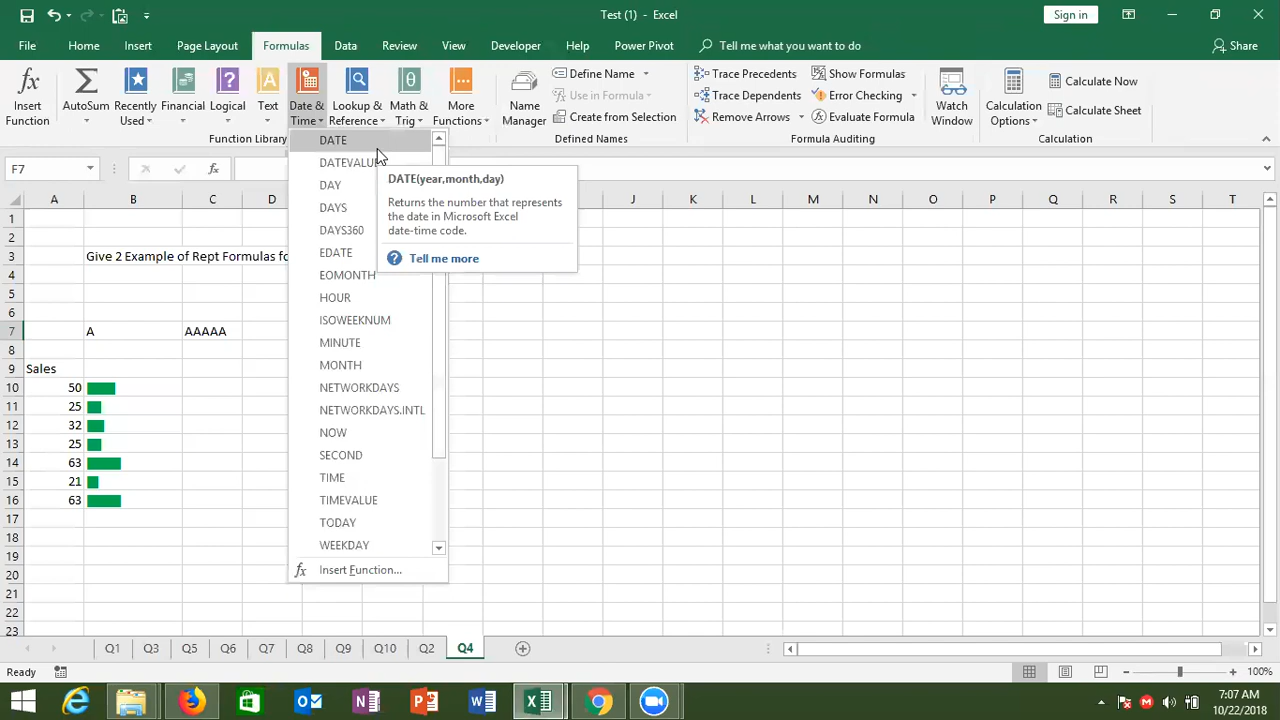 Test (1) - Excel
Sign in
File Home Insert Page Layout Formulas Data Review View Developer Help Power Pivot Tell me what you want to do Share
Insert Function
AutoSum
Recently Used
Financial
Logical
Text
Date & Time
Lookup & Reference
Math & Trig
More Functions
Function Library
Name Manager
Define Name
Use in Formula
Create from Selection
Defined Names
Trace Precedents
Trace Dependents
Remove Arrows
Show Formulas
Error Checking
Evaluate Formula
Formula Auditing
Watch Window
Calculation Options
Calculate Now
Calculate Sheet
Calculation
F7
fx
A B C D J K L M N O P Q R S T
1
2
3 Give 2 Example of Rept Formulas fo
4
5
6
7 A AAAAA
8
9 Sales
10 50
11 25
12 32
13 25
14 63
15 21
16 63
17
18
19
20
21
22
23
DATE
DATEVALUE
DAY
DAYS
DAYS360
EDATE
EOMONTH
HOUR
ISOWEEKNUM
MINUTE
MONTH
NETWORKDAYS
NETWORKDAYS.INTL
NOW
SECOND
TIME
TIMEVALUE
TODAY
WEEKDAY
fx Insert Function...
DATE(year,month,day)
Returns the number that represents
the date in Microsoft Excel
date-time code.
Tell me more
Q1 Q3 Q5 Q6 Q7 Q8 Q9 Q10 Q2 Q4
Ready
100%
7:07 AM
10/22/2018